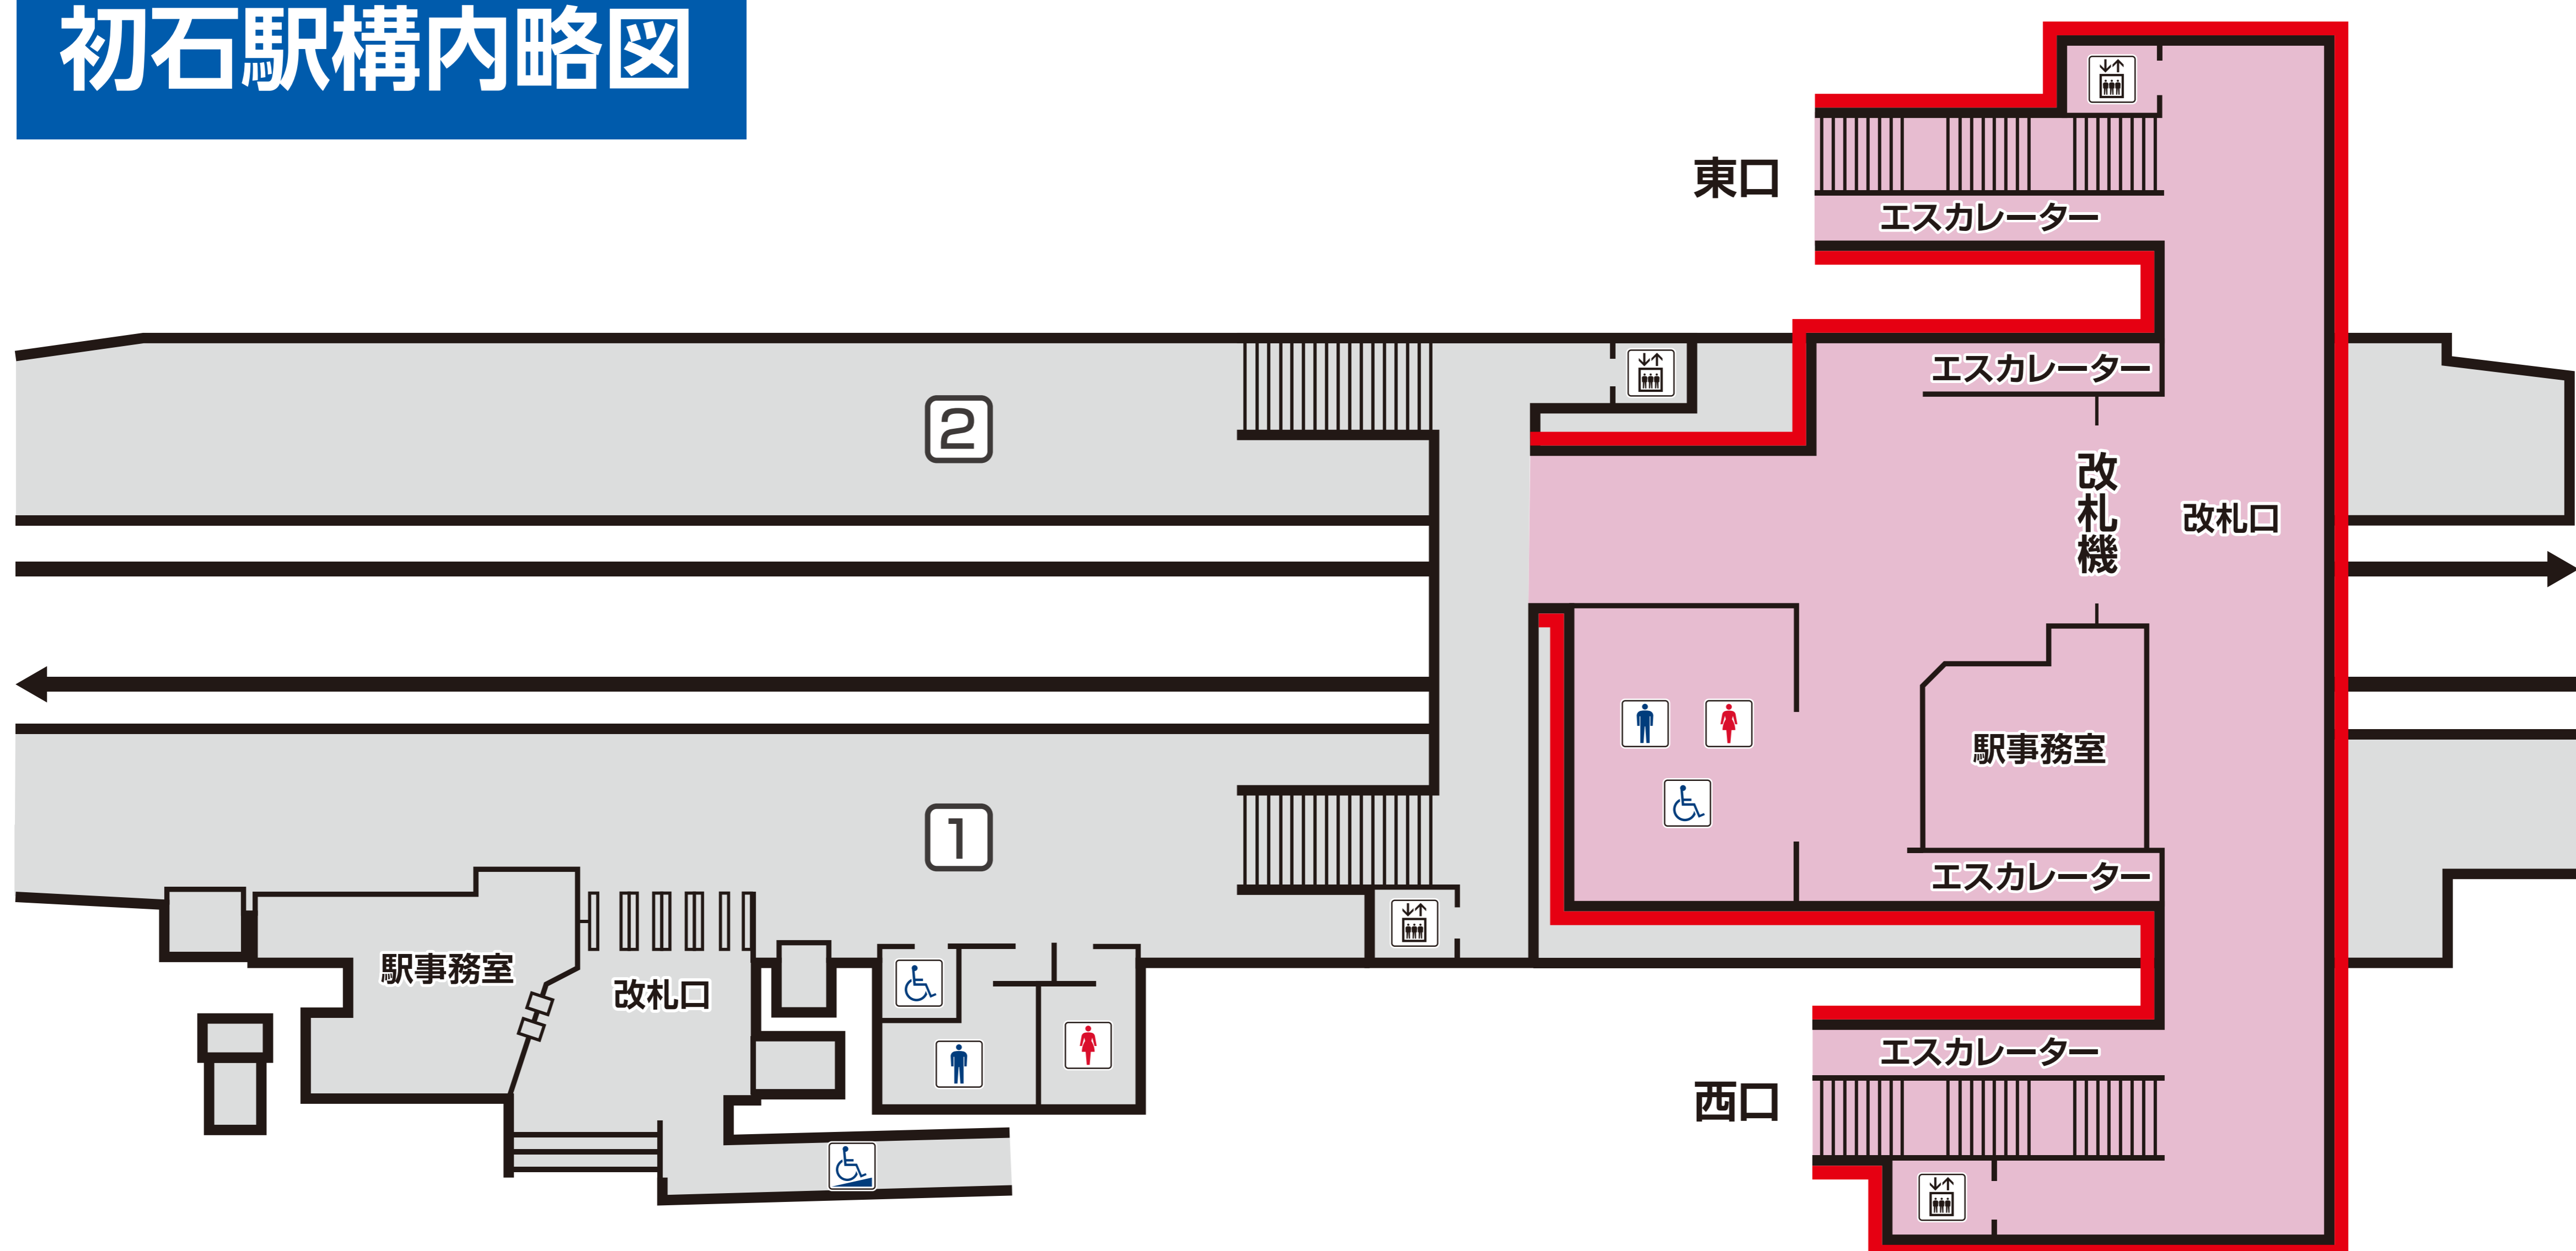 初石駅構内略図
東口
エスカレーター
エスカレーター
2
改札機
改札口
駅事務室
1
エスカレーター
駅事務室
改札口
エスカレーター
西口